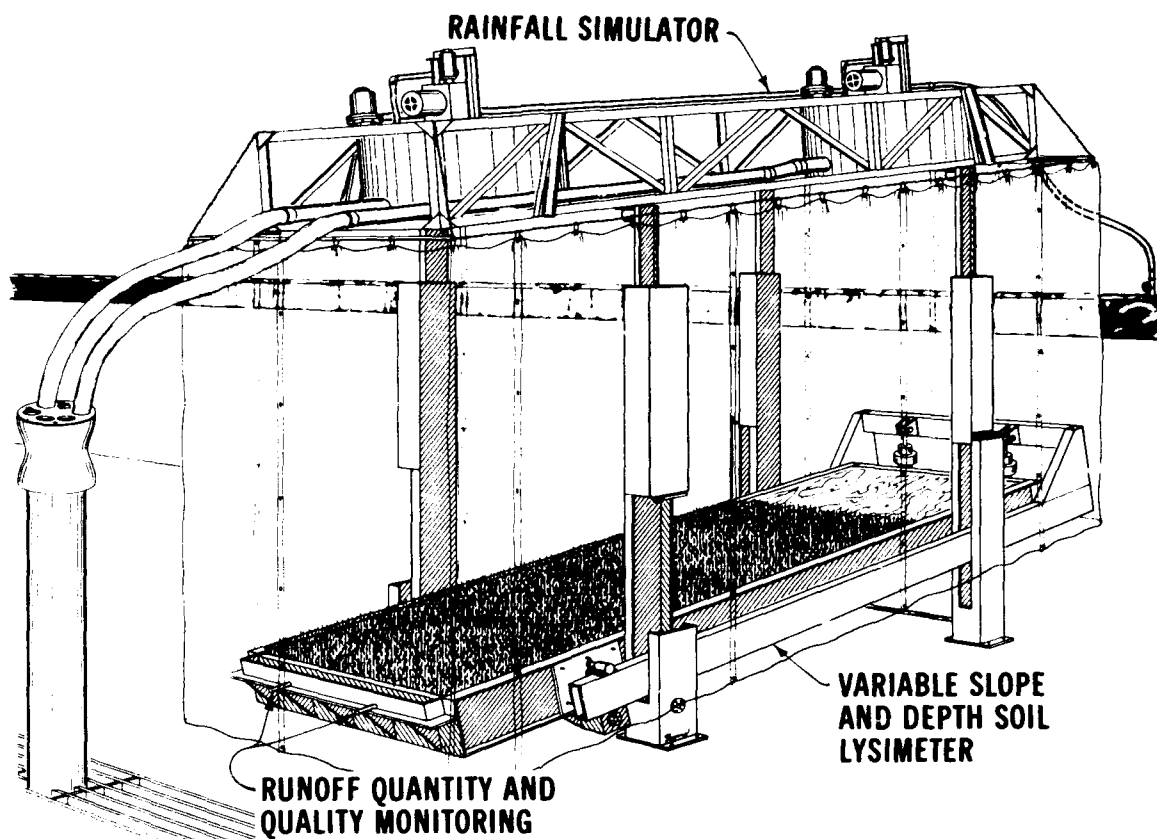 RAINFALL SIMULATOR
VARIABLE SLOPE
AND DEPTH SOIL
LYSIMETER
RUNOFF QUANTITY AND
QUALITY MONITORING